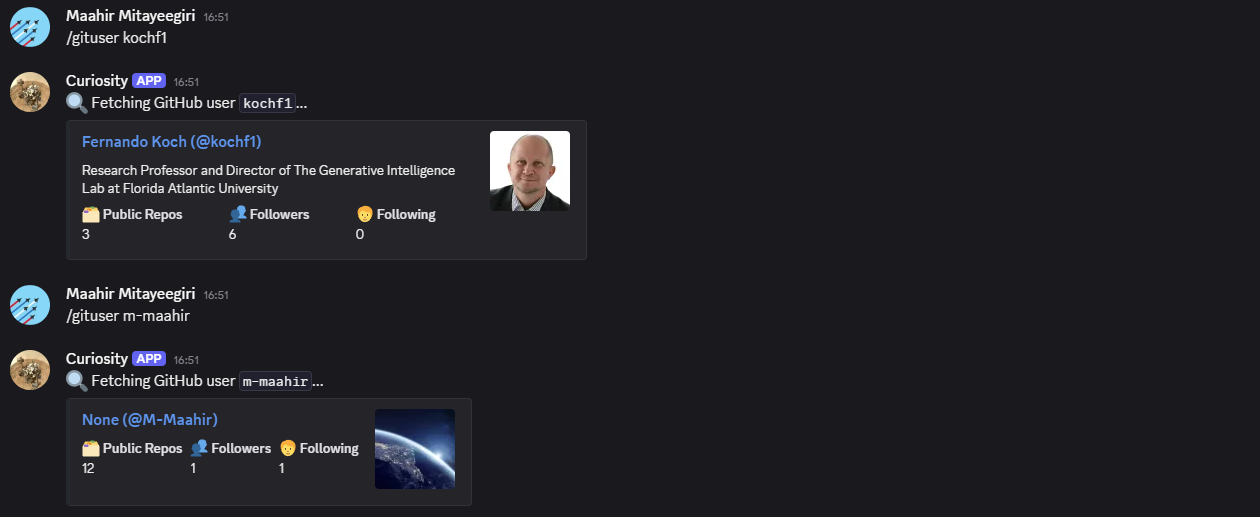 Maahir Mitayeegiri 16:51
/gituser kochf1
Curiosity APP 16:51
Fetching GitHub user kochf1...
Fernando Koch (@kochf1)
Research Professor and Director of The Generative Intelligence
Lab at Florida Atlantic University
Public Repos Followers Following
3 6 0
Maahir Mitayeegiri 16:51
/gituser m-maahir
Curiosity APP 16:51
Fetching GitHub user m-maahir...
None (@M-Maahir)
Public Repos Followers Following
12 1 1